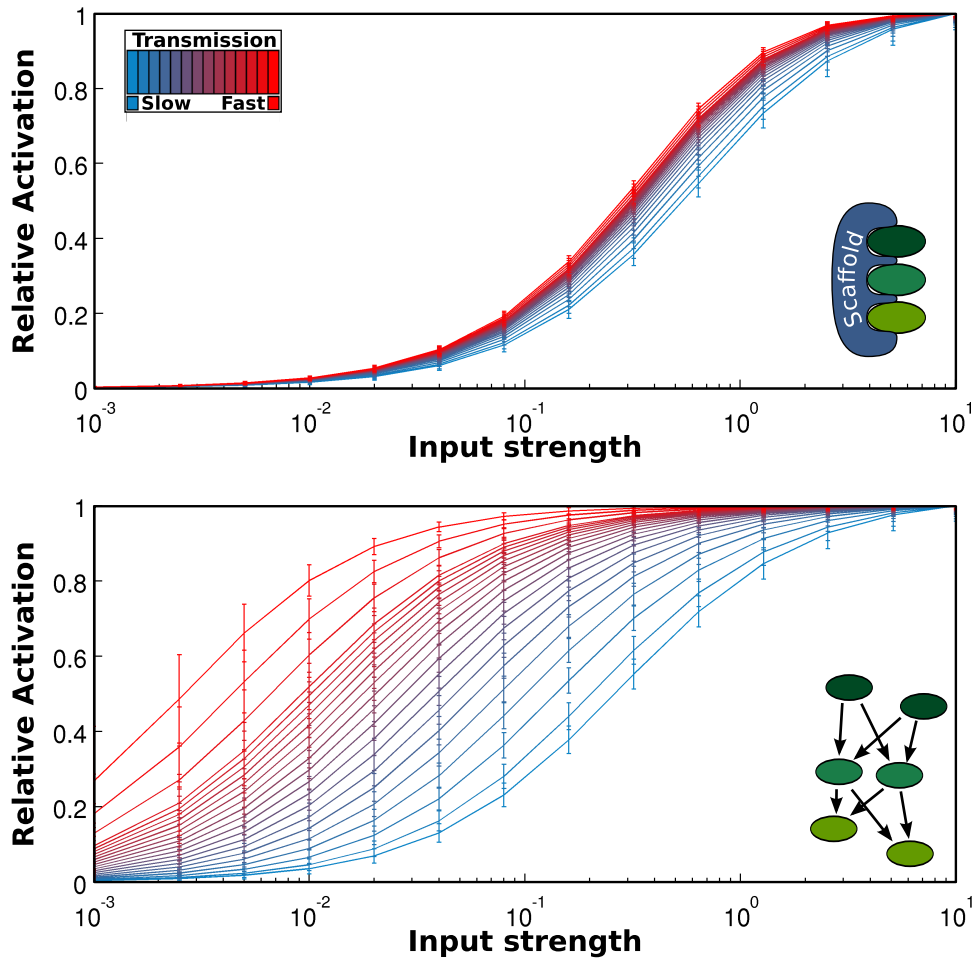 Transmission
Slow Fast
Relative Activation
1
0.8
0.6
0.4
0.2
0
Scaffold
10^-3 10^-2 10^-1 10^0 10^1
Input strength
Relative Activation
1
0.8
0.6
0.4
0.2
0
10^-3 10^-2 10^-1 10^0 10^1
Input strength